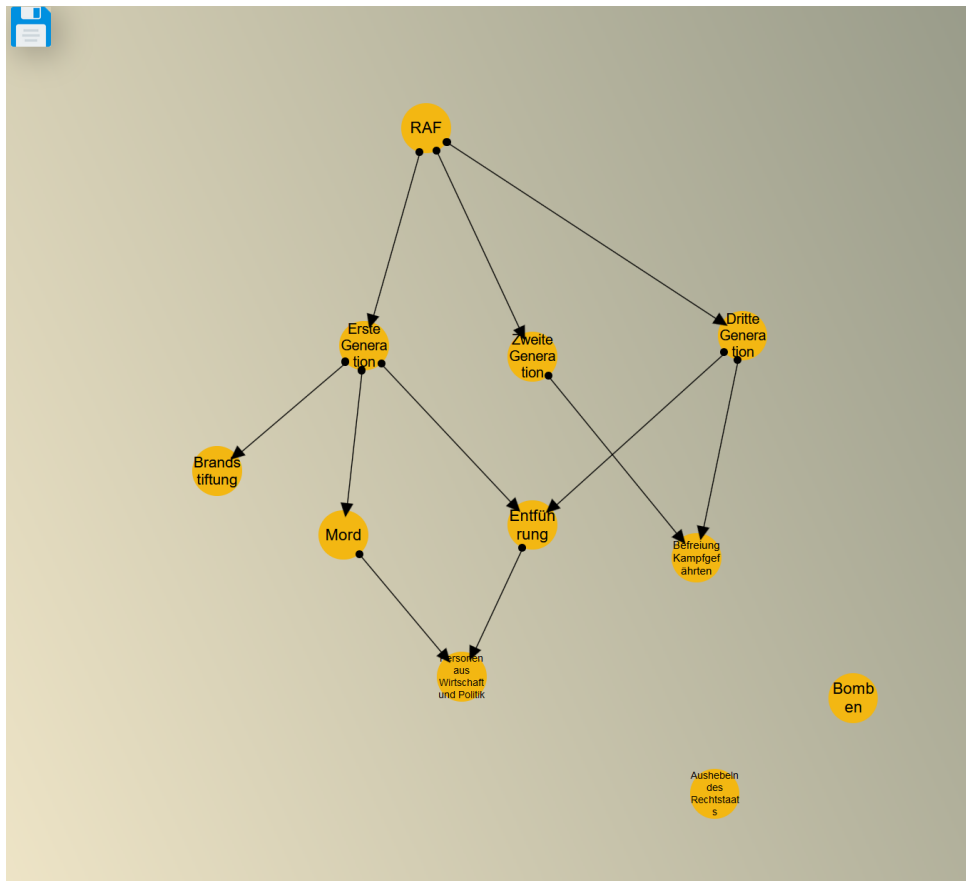 RAF
Erste
Genera
tion
Zweite
Genera
tion
Dritte
Genera
tion
Brands
tiftung
Mord
Entfüh
rung
Befreiung
Kampfgef
ährten
Personen
aus
Wirtschaft
und Politik
Bomb
en
Aushebeln
des
Rechtstaat
s